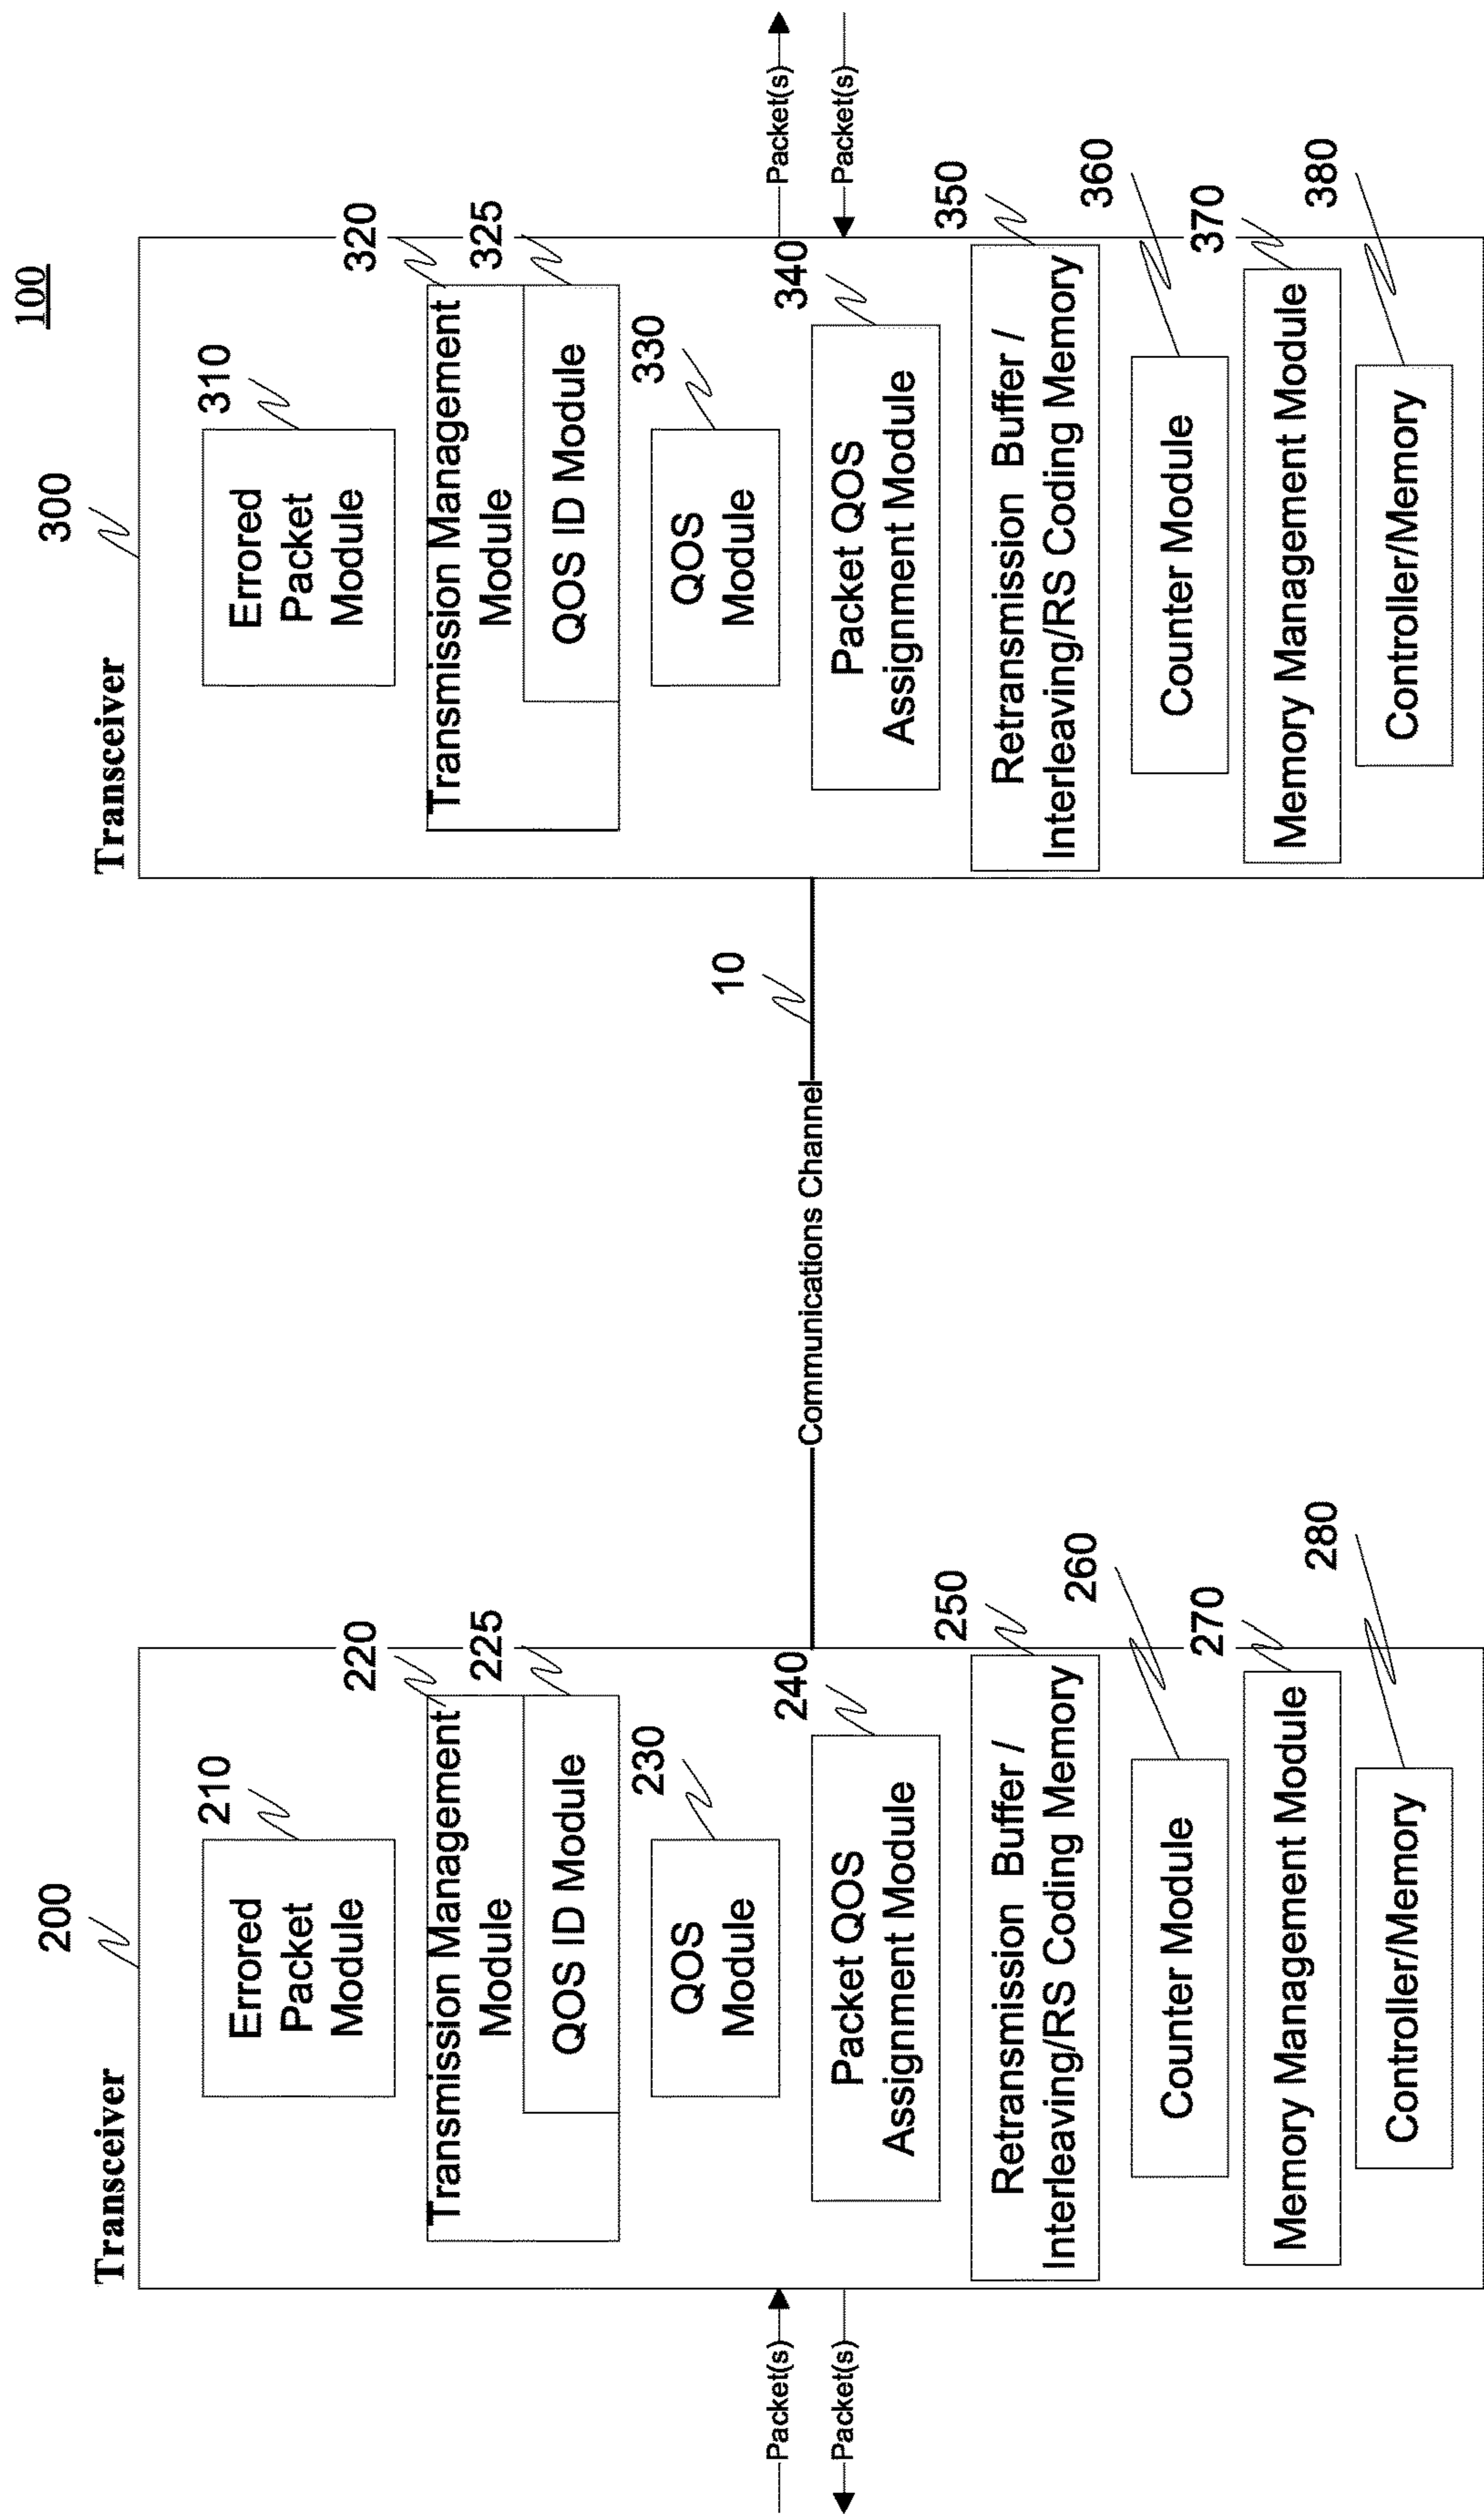 100
Transceiver
200
Errored
Packet
Module
210
Transmission Management
Module
220
QOS ID Module
225
QOS
Module
230
Packet QOS
Assignment Module
240
Retransmission Buffer /
Interleaving/RS Coding Memory
250
Counter Module
260
Memory Management Module
270
Controller/Memory
280
Packet(s)
Packet(s)
Communications Channel
10
Transceiver
300
Errored
Packet
Module
310
Transmission Management
Module
320
QOS ID Module
325
QOS
Module
330
Packet QOS
Assignment Module
340
Retransmission Buffer /
Interleaving/RS Coding Memory
350
Counter Module
360
Memory Management Module
370
Controller/Memory
380
Packet(s)
Packet(s)